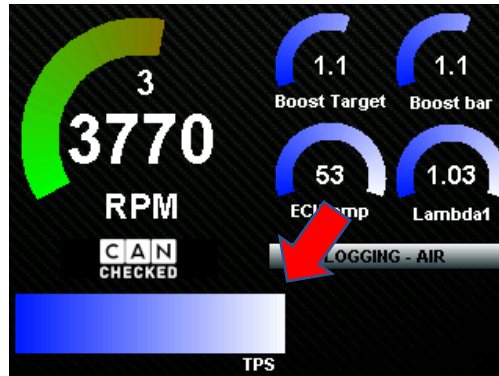 3
3770
RPM
CAN
CHECKED
1.1
Boost Target
1.1
Boost bar
53
1.03
Lambda1
LOGGING - AIR
TPS